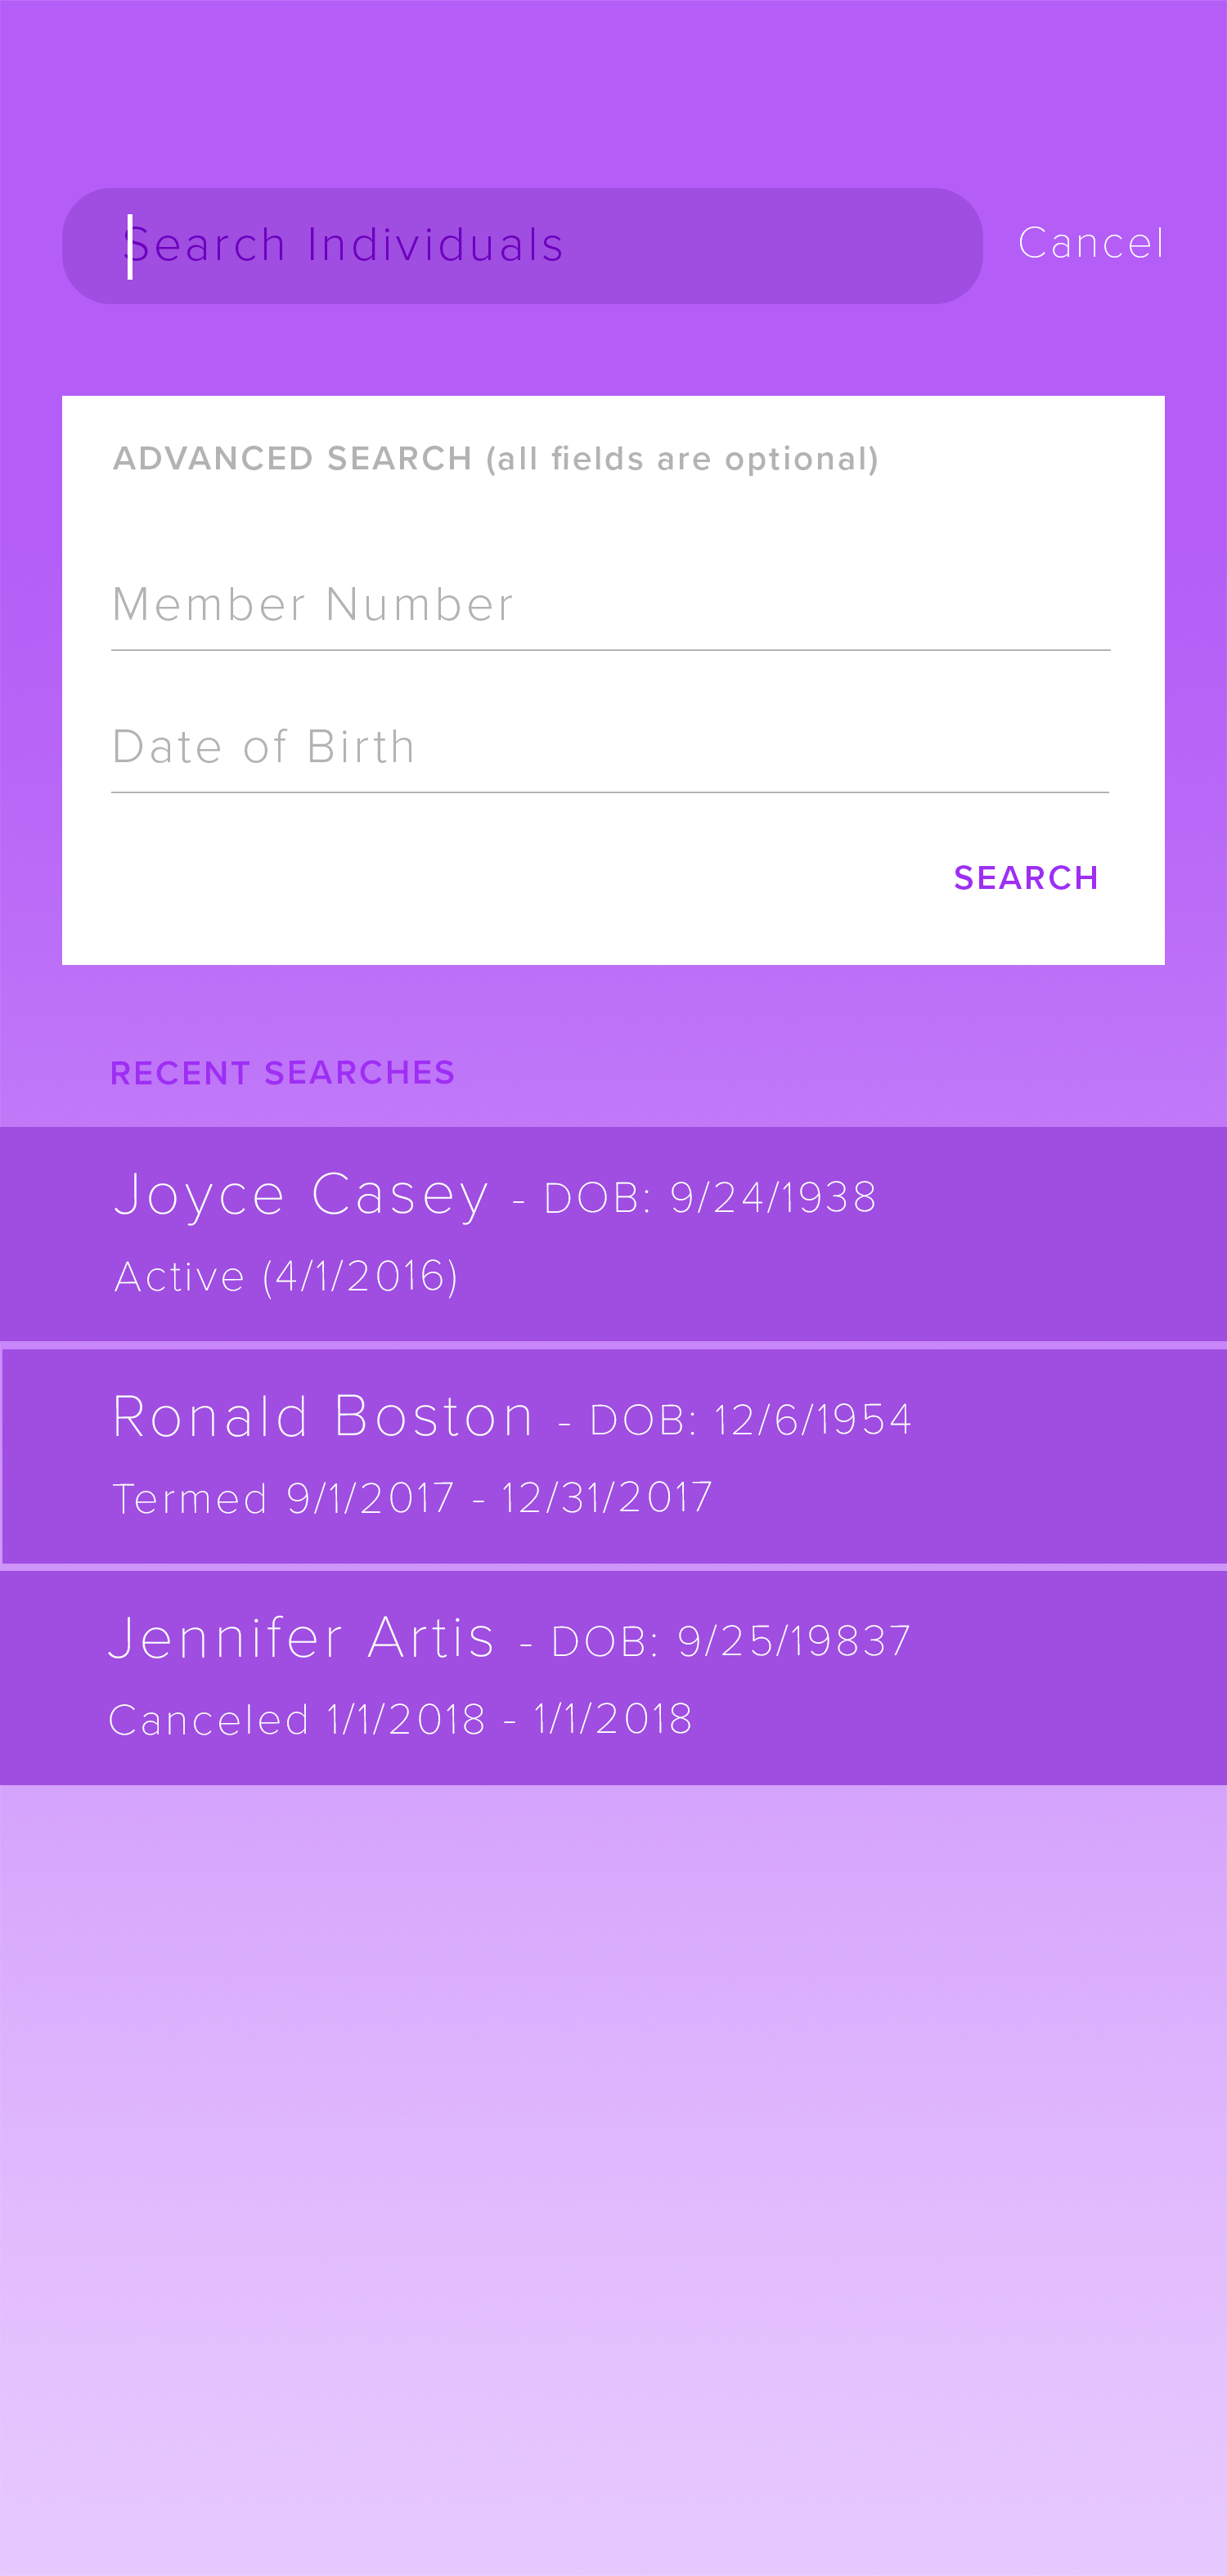 Search Individuals
Cancel
ADVANCED SEARCH (all fields are optional)
Member Number
Date of Birth
SEARCH
RECENT SEARCHES
Joyce Casey - DOB: 9/24/1938
Active (4/1/2016)
Ronald Boston - DOB: 12/6/1954
Termed 9/1/2017 - 12/31/2017
Jennifer Artis - DOB: 9/25/19837
Canceled 1/1/2018 - 1/1/2018